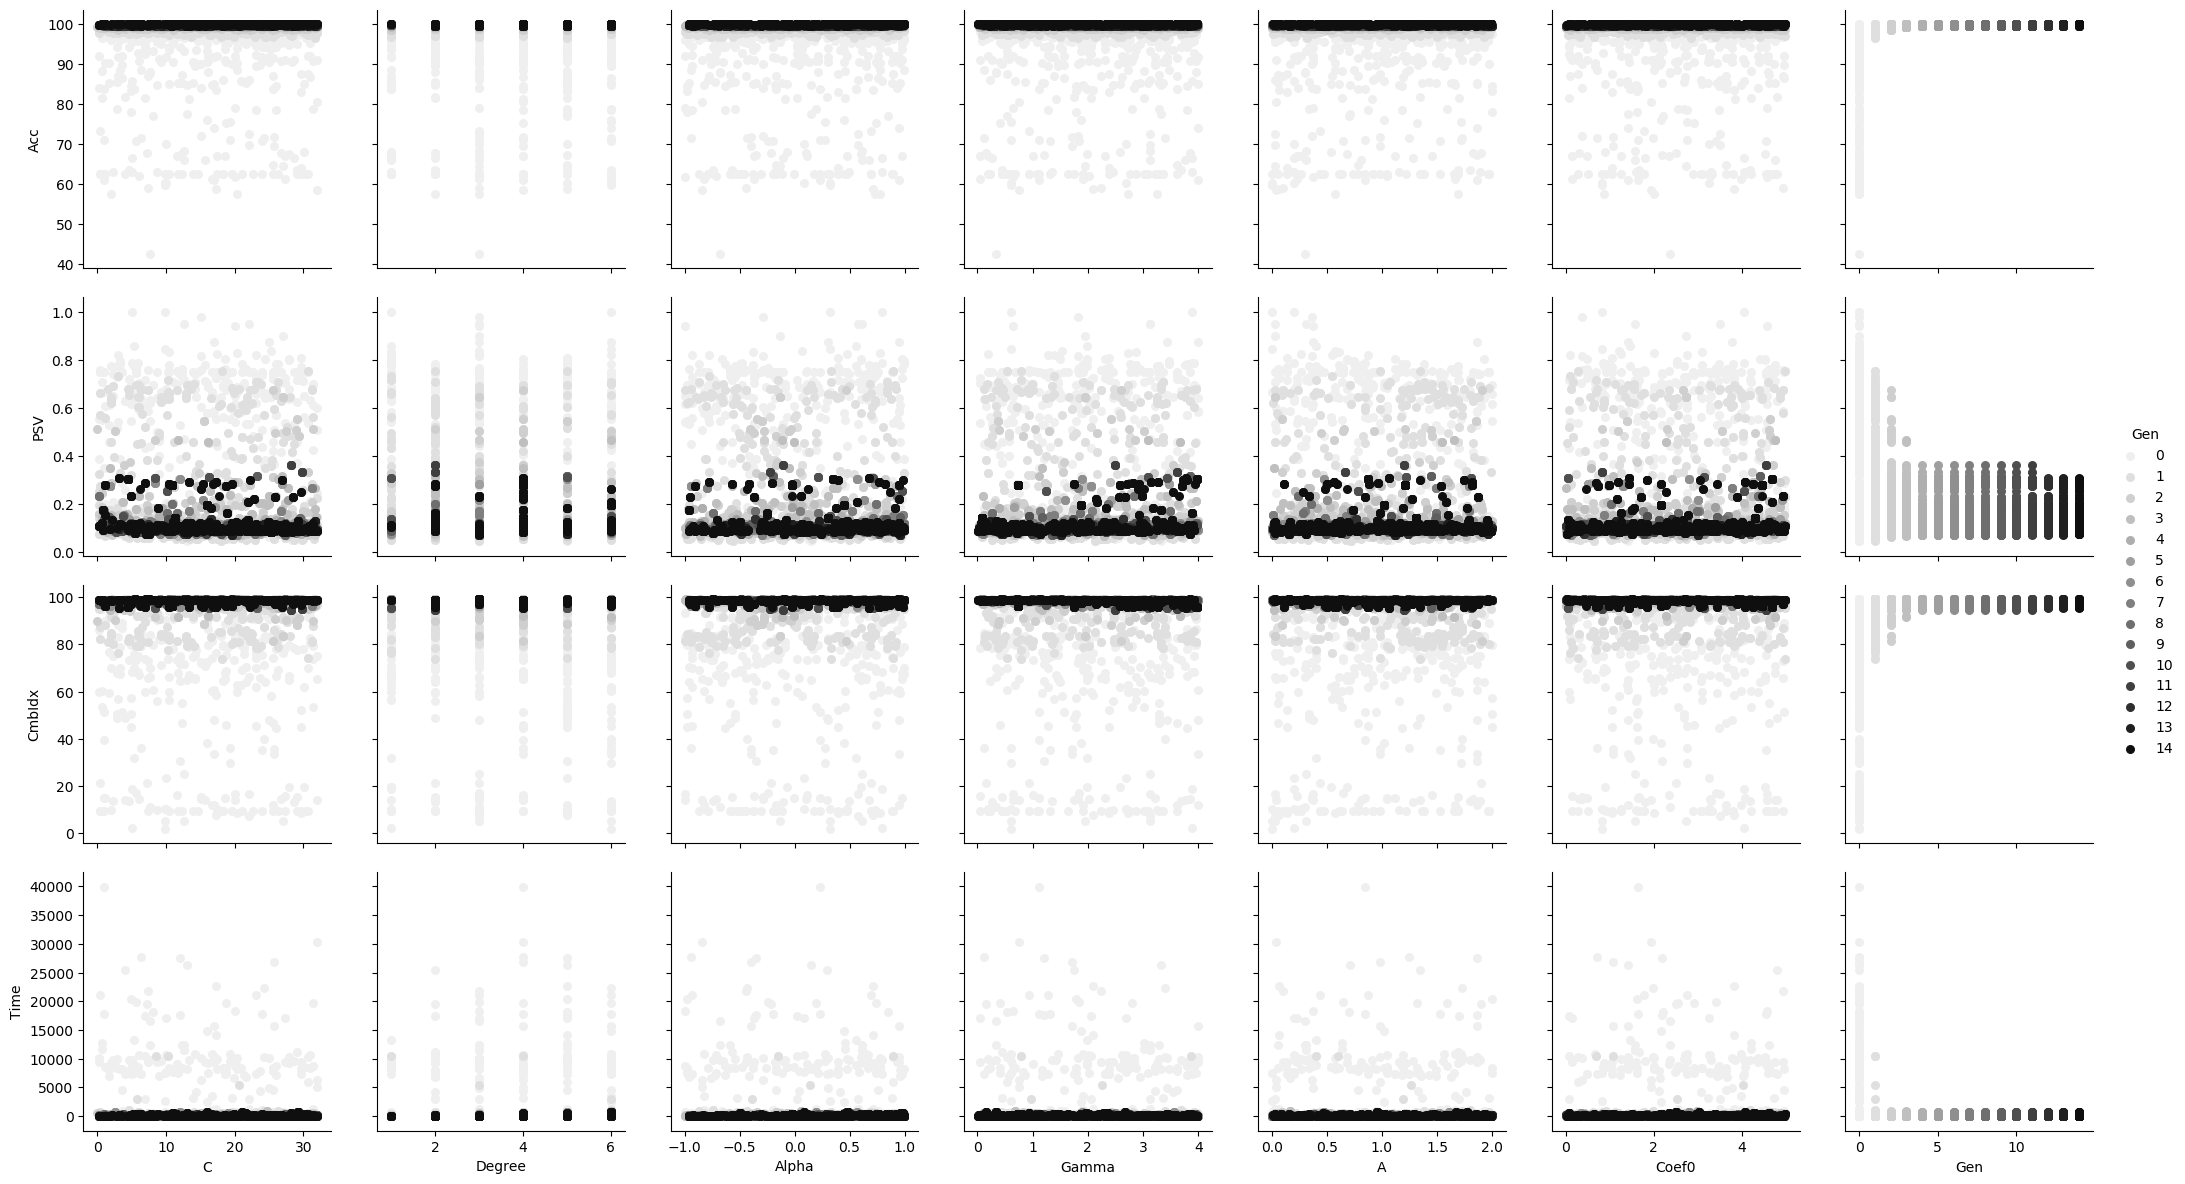 100
90
80
70
60
50
40
Acc
1.0
0.8
0.6
0.4
0.2
0.0
PSV
100
80
60
40
20
0
CmbIdx
40000
35000
30000
25000
20000
15000
10000
5000
0
Time
0 10 20 30
C
2 4 6
Degree
−1.0 −0.5 0.0 0.5 1.0
Alpha
0 1 2 3 4
Gamma
0.0 0.5 1.0 1.5 2.0
A
0 2 4
Coef0
0 5 10
Gen
Gen
0
1
2
3
4
5
6
7
8
9
10
11
12
13
14